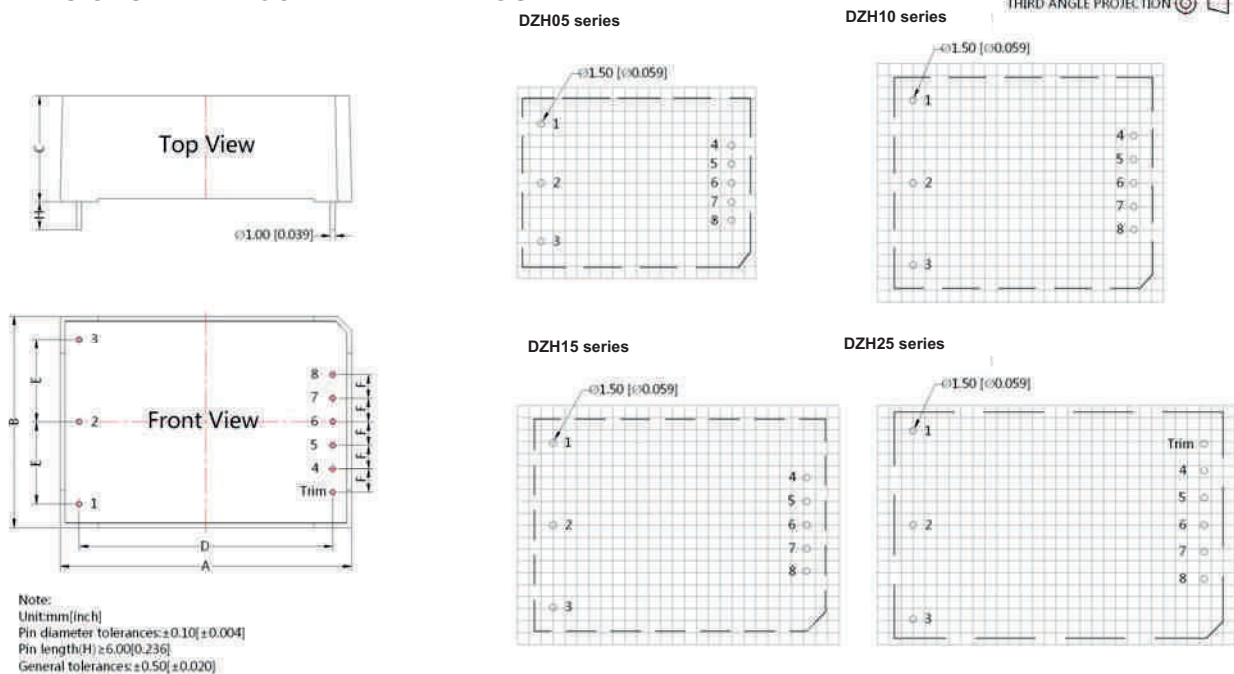 DZH05 series
DZH10 series
THIRD ANGLE PROJECTION
Ø1.50 [Ø0.059]
1
2
3
4
5
6
7
8
Ø1.50 [Ø0.059]
1
2
3
4
5
6
7
8
Top View
C
H
Ø1.00 [0.039]
3
2
1
8
7
6
5
4
Trim
Front View
E
E
B
F
F
F
F
F
D
A
DZH15 series
DZH25 series
Ø1.50 [Ø0.059]
1
2
3
4
5
6
7
8
Ø1.50 [Ø0.059]
1
2
3
Trim
4
5
6
7
8
Note:
Unit:mm[inch]
Pin diameter tolerances:±0.10[±0.004]
Pin length(H)≥6.00[0.236]
General tolerances:±0.50[±0.020]